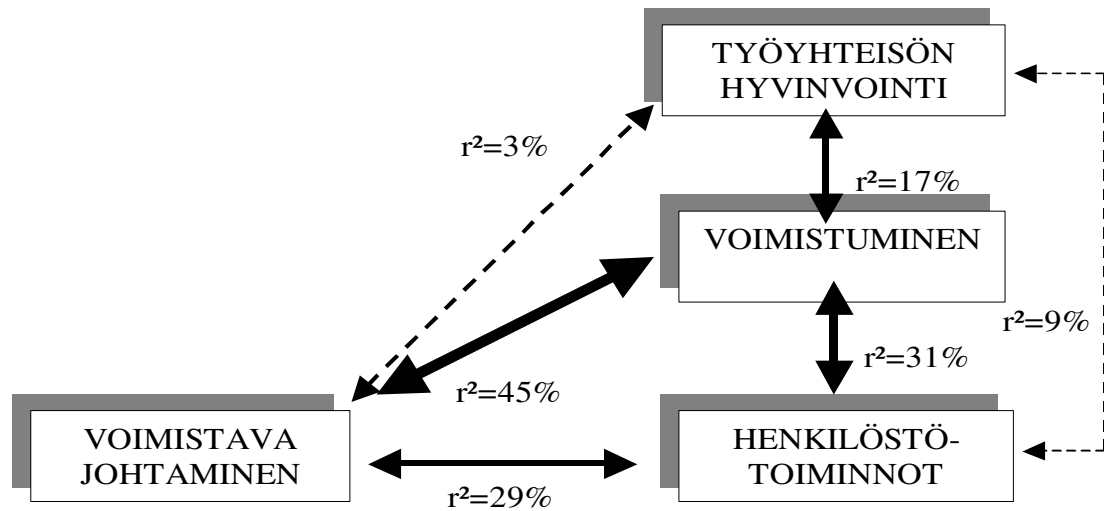 TYÖYHTEISÖN
HYVINVOINTI
r²=3%
r²=17%
VOIMISTUMINEN
r²=9%
r²=31%
r²=45%
VOIMISTAVA
JOHTAMINEN
HENKILÖSTÖ-
TOIMINNOT
r²=29%